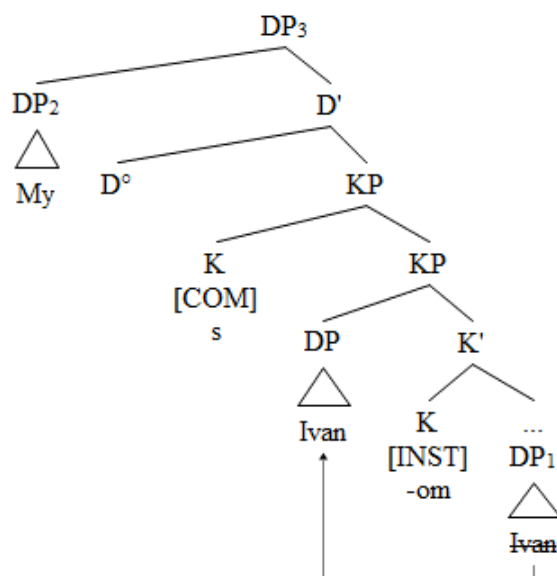 DP₃
DP₂ D'
My D° KP
K KP
[COM]
s DP K'
Ivan K ...
[INST] DP₁
-om
Ivan